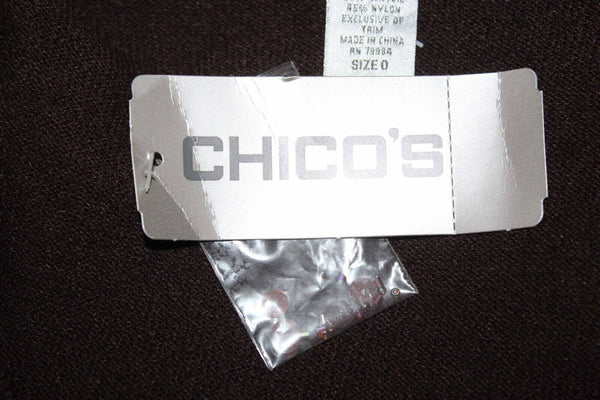 45% NYLON
EXCLUSIVE OF
TRIM
MADE IN CHINA
RN 79984
SIZE 0
CHICO'S